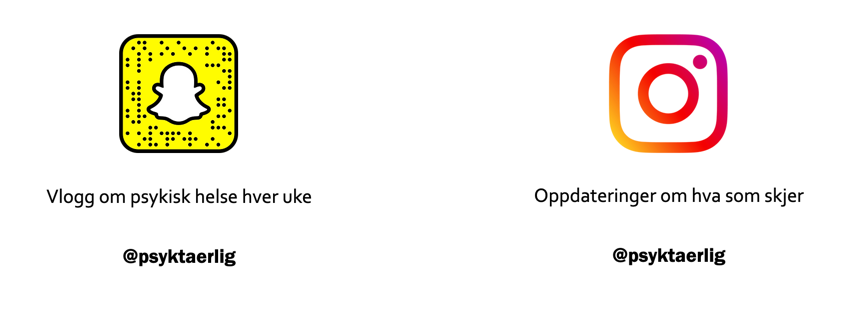 Vlogg om psykisk helse hver uke
@psyktaerlig
Oppdateringer om hva som skjer
@psyktaerlig